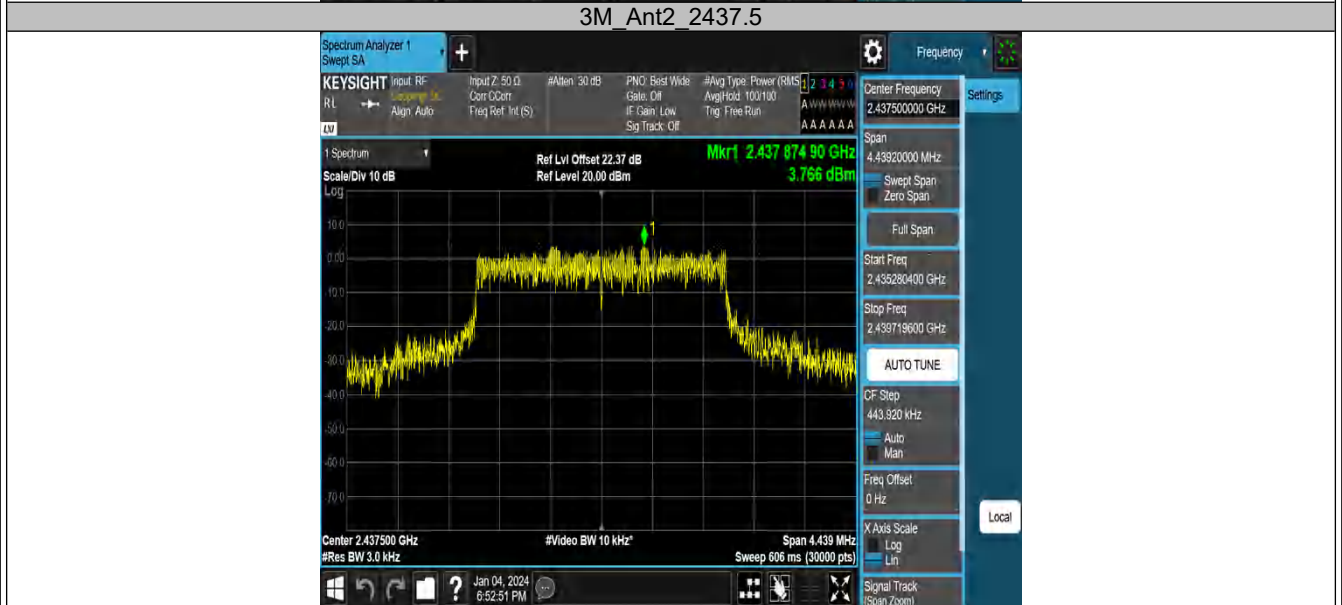 3M_Ant2_2437.5
Spectrum Analyzer 1
Swept SA
+
Frequency
KEYSIGHT
RL
LXI
Input: RF
Align: Auto
Input Z: 50 Ω
Corr CCorr
Freq Ref: Int (S)
#Atten: 30 dB
PNO: Best Wide
Gate: Off
IF Gain: Low
Sig Track: Off
#Avg Type: Power (RMS
Avg|Hold: 100/100
Trig: Free Run
1 2 3 4 5 6
A W W W W W
A A A A A A
Center Frequency
2.437500000 GHz
Settings
Span
4.43920000 MHz
Swept Span
Zero Span
Full Span
Start Freq
2.435280400 GHz
Stop Freq
2.439719600 GHz
AUTO TUNE
CF Step
443.920 kHz
Auto
Man
Freq Offset
0 Hz
X Axis Scale
Log
Lin
Local
Signal Track
(Span Zoom)
1 Spectrum
Scale/Div 10 dB
Log
Ref Lvl Offset 22.37 dB
Ref Level 20.00 dBm
Mkr1 2.437 874 90 GHz
3.766 dBm
1
10.0
0.00
-10.0
-20.0
-30.0
-40.0
-50.0
-60.0
-70.0
Center 2.437500 GHz
#Res BW 3.0 kHz
#Video BW 10 kHz*
Span 4.439 MHz
Sweep 606 ms (30000 pts)
?
Jan 04, 2024
6:52:51 PM